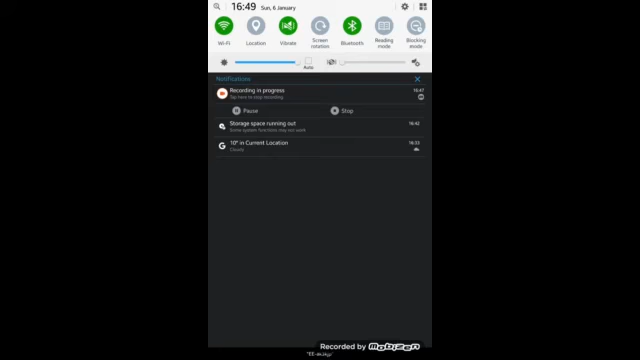 16:49 Sun, 6 January
Wi-Fi Location Vibrate Screen rotation Bluetooth Reading mode Blocking mode
Auto
Notifications
Recording in progress 16:47
Tap here to stop recording.
Pause Stop
Storage space running out 16:42
Some system functions may not work
10° in Current Location 16:33
Cloudy
Recorded by MOBIZEN